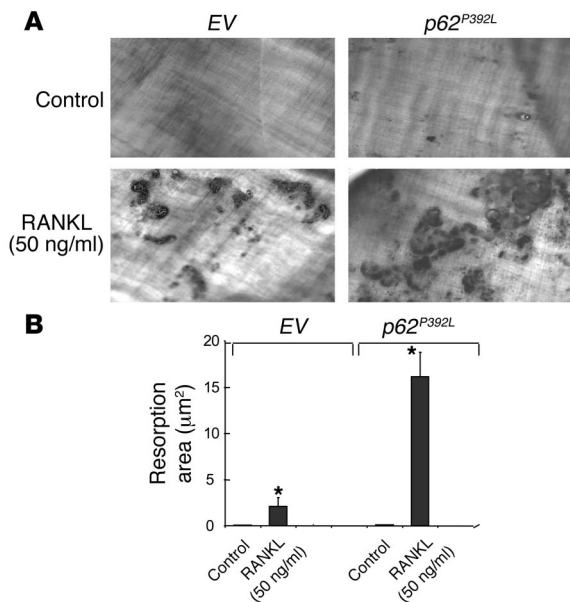 A
EV
p62P392L
Control
RANKL
(50 ng/ml)
B
EV
p62P392L
*
*
20
15
10
5
0
Resorption
area (μm²)
Control
RANKL
(50 ng/ml)
Control
RANKL
(50 ng/ml)